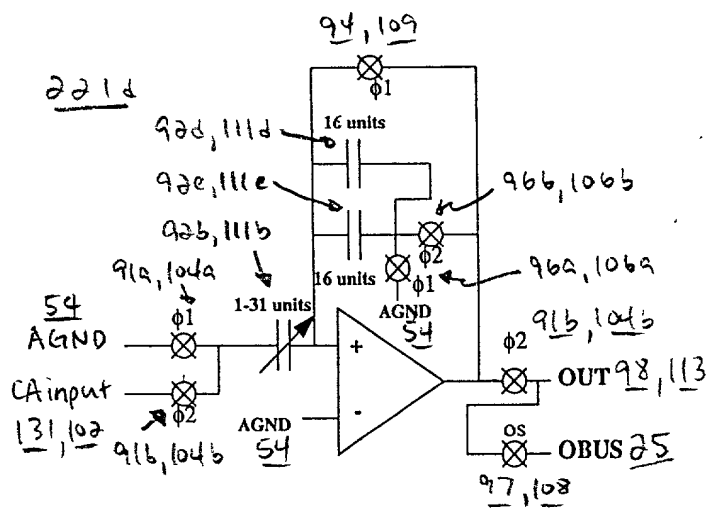 94, 109
221d
ϕ1
92d, 111d
16 units
92e, 111e
96b, 106b
92b, 111b
ϕ2
91a, 104a
16 units
ϕ1
96a, 106a
54
1-31 units
AGND
91b, 104b
ϕ1
54
AGND
ϕ2
+
OUT 98, 113
CAinput
ϕ2
131, 102
AGND
-
91b, 104b
54
os
OBUS 25
97, 108